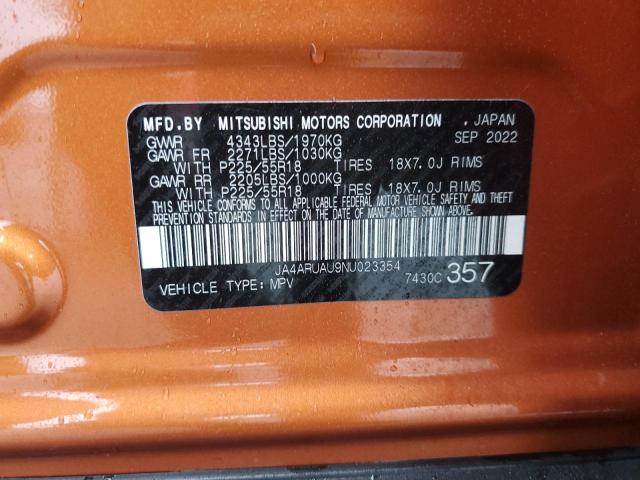 MFD.BY MITSUBISHI MOTORS CORPORATION , JAPAN
GVWR 4343LBS/1970KG SEP 2022
GAWR FR 2271LBS/1030KG
WITH P225/55R18 TIRES 18X7.0J RIMS
GAWR RR 2205LBS/1000KG
WITH P225/55R18 TIRES 18X7.0J RIMS
THIS VEHICLE CONFORMS TO ALL APPLICABLE FEDERAL MOTOR VEHICLE SAFETY AND THEFT
PREVENTION STANDARDS IN EFFECT ON THE DATE OF MANUFACTURE SHOWN ABOVE.
JA4ARUAU9NU023354
VEHICLE TYPE: MPV 7430C 357